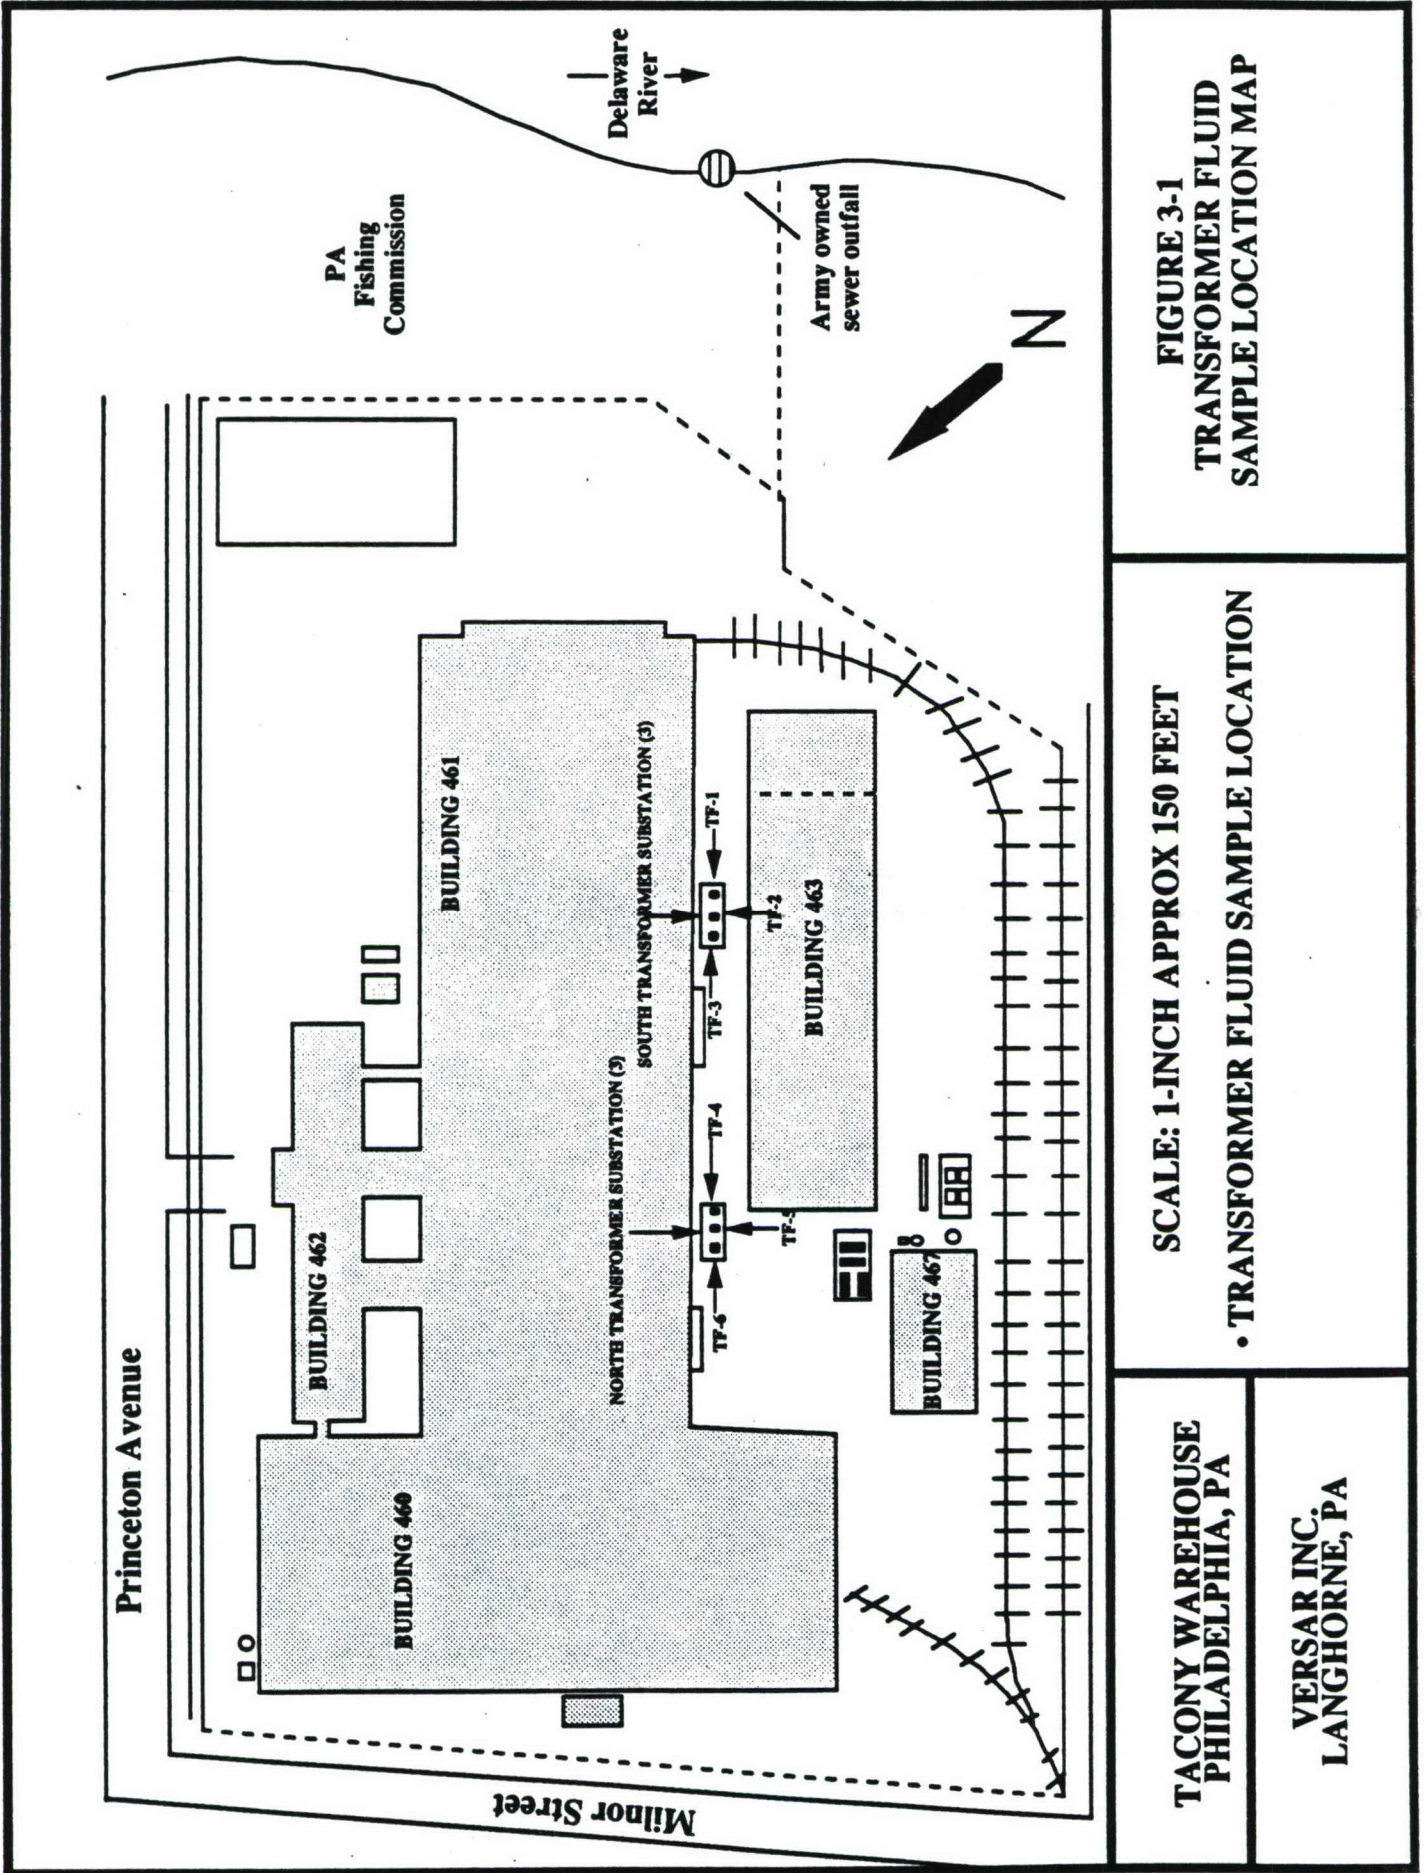 Princeton Avenue
Milnor Street
PA
Fishing
Commission
Delaware
River
Army owned
sewer outfall
N
BUILDING 460
BUILDING 462
BUILDING 461
NORTH TRANSFORMER SUBSTATION (3)
SOUTH TRANSFORMER SUBSTATION (3)
TF-6
TF-4
TF-5
TF-3
TF-1
TF-2
BUILDING 463
BUILDING 467
TACONY WAREHOUSE
PHILADELPHIA, PA
VERSAR INC.
LANGHORNE, PA
SCALE: 1-INCH APPROX 150 FEET
• TRANSFORMER FLUID SAMPLE LOCATION
FIGURE 3-1
TRANSFORMER FLUID
SAMPLE LOCATION MAP